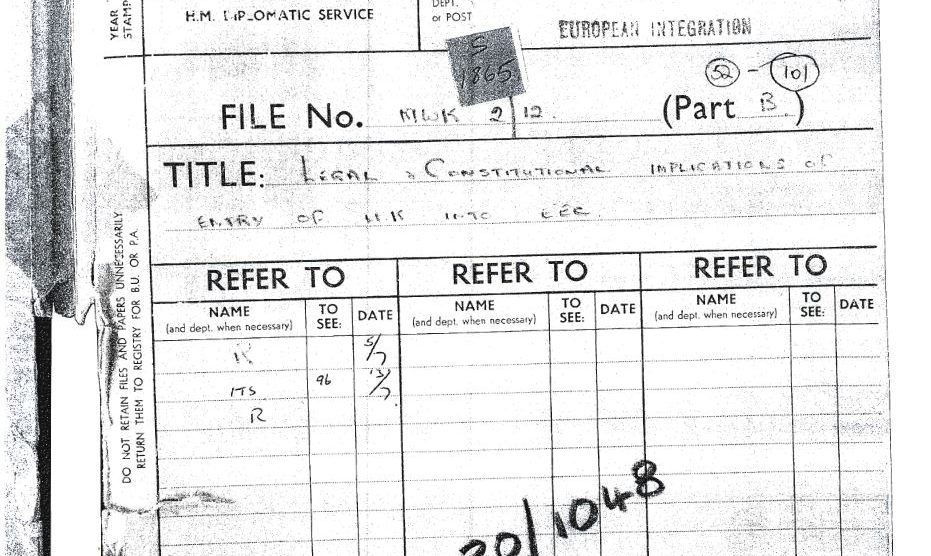 YEAR
STAMP
H.M. DIPLOMATIC SERVICE
DEPT.
or POST
EUROPEAN INTEGRATION
S
1865
52 - 101
FILE No. MWK 2/12.
(Part B.)
TITLE: LEGAL & CONSTITUTIONAL IMPLICATIONS OF
ENTRY OF U.K INTO EEC.
DO NOT RETAIN FILES AND PAPERS UNNECESSARILY
RETURN THEM TO REGISTRY FOR B.U. OR P.A.
REFER TO REFER TO REFER TO
NAME TO SEE: DATE NAME TO SEE: DATE NAME TO SEE: DATE
(and dept. when necessary) (and dept. when necessary) (and dept. when necessary)
R 5/7
ITS 96 13/7
R
30/1048